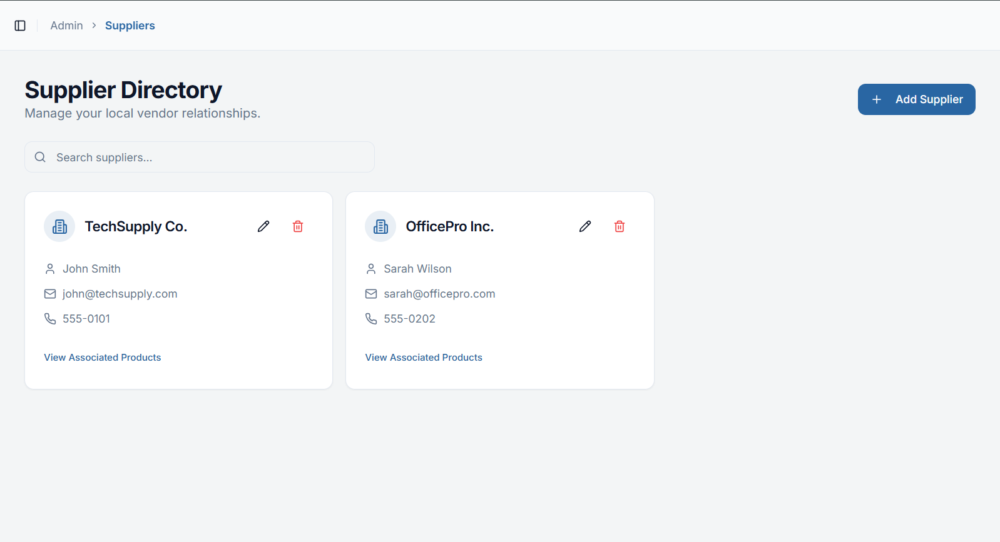 Admin > Suppliers
Supplier Directory
Manage your local vendor relationships.
+ Add Supplier
Search suppliers...
TechSupply Co.
John Smith
john@techsupply.com
555-0101
View Associated Products
OfficePro Inc.
Sarah Wilson
sarah@officepro.com
555-0202
View Associated Products